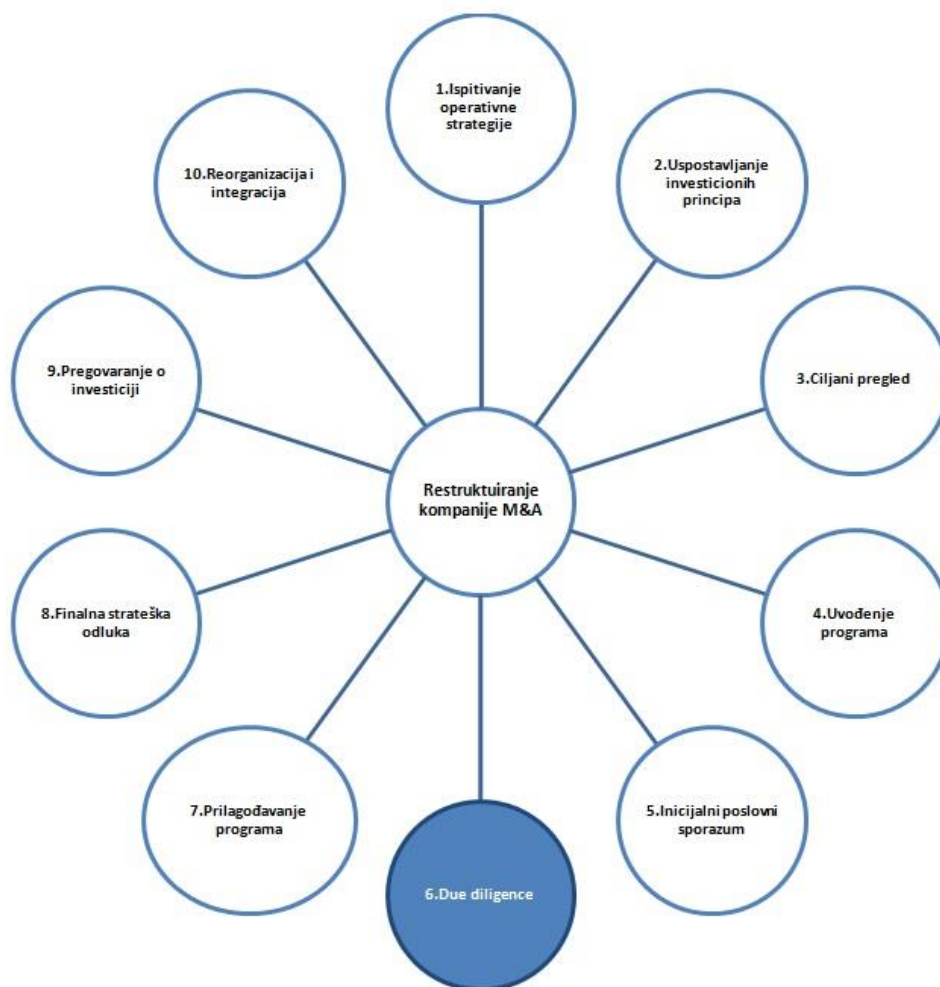 1.Ispitivanje
operativne
strategije
2.Uspostavljanje
investicionih
principa
3.Ciljani pregled
4.Uvođenje
programa
5.Inicijalni poslovni
sporazum
6.Due diligence
7.Prilagođavanje
programa
8.Finalna strateška
odluka
9.Pregovaranje o
investiciji
10.Reorganizacija i
integracija
Restruktuiranje
kompanije M&A